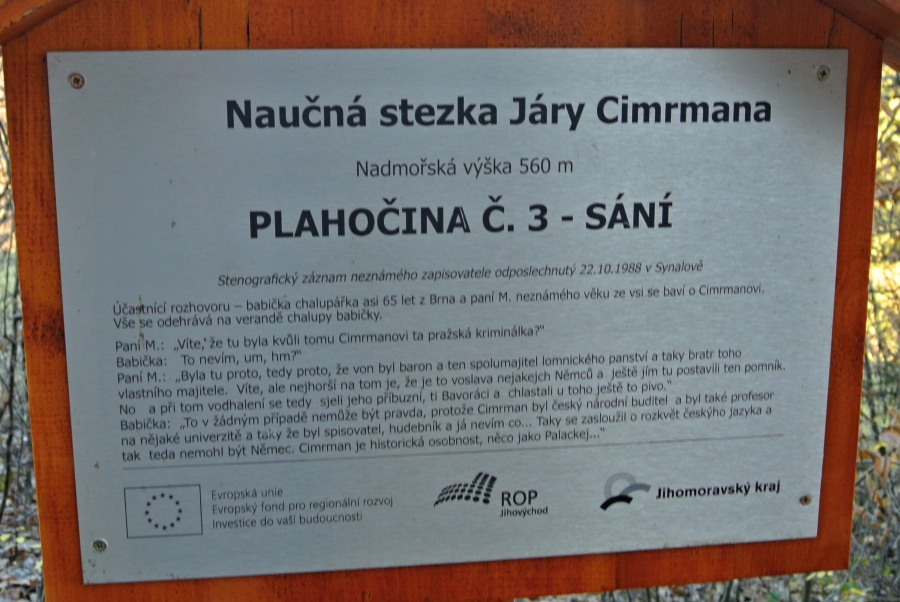 Naučná stezka Járy Cimrmana
Nadmořská výška 560 m
PLAHOČINA Č. 3 - SÁNÍ
Stenografický záznam neznámého zapisovatele odposlechnutý 22.10.1988 v Synalově
Účastnící rozhovoru – babička chalupářka asi 65 let z Brna a paní M. neznámého věku ze vsi se baví o Cimrmanovi.
Vše se odehrává na verandě chalupy babičky.
Paní M.: „Víte, že tu byla kvůli tomu Cimrmanovi ta pražská kriminálka?“
Babička: To nevím, um, hm?“
Paní M.: „Byla tu proto, tedy proto, že von byl baron a ten spolumajitel lomnického panství a taky bratr toho
vlastního majitele. Víte, ale nejhorší na tom je, že je to voslava nejakejch Němců a ještě jím tu postavili ten pomník.
No a při tom vodhalení se tedy sjeli jeho příbuzní, ti Bavoráci a chlastali u toho ještě to pivo.“
Babička: „To v žádným případě nemůže být pravda, protože Cimrman byl český národní buditel a byl také profesor
na nějaké univerzitě a taky že byl spisovatel, hudebník a já nevím co... Taky se zasloužil o rozkvět českýho jazyka a
tak teda nemohl být Němec. Cimrman je historická osobnost, něco jako Palackej...“
Evropská unie
Evropský fond pro regionální rozvoj
Investice do vaší budoucnosti
ROP
Jihovýchod
Jihomoravský kraj